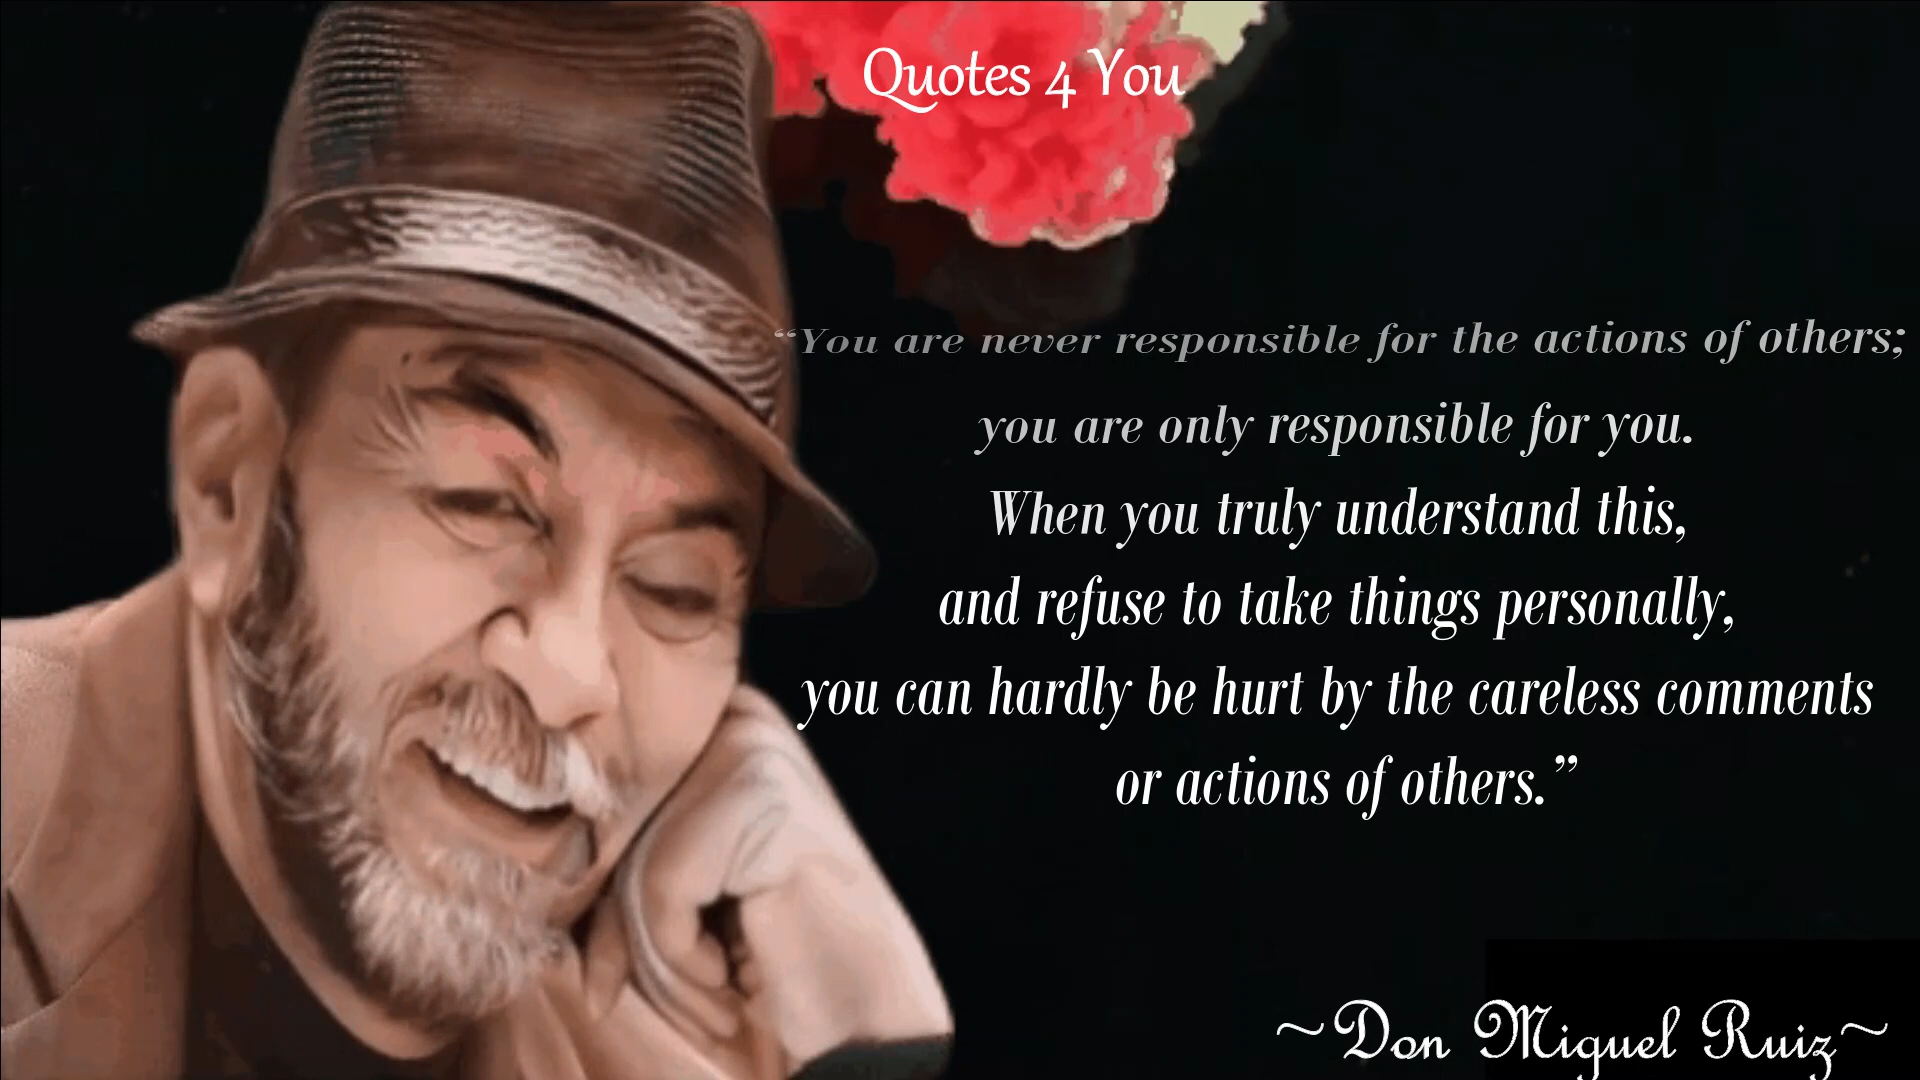 Quotes 4 You
“You are never responsible for the actions of others;
you are only responsible for you.
When you truly understand this,
and refuse to take things personally,
you can hardly be hurt by the careless comments
or actions of others.”
~Don Miguel Ruiz~